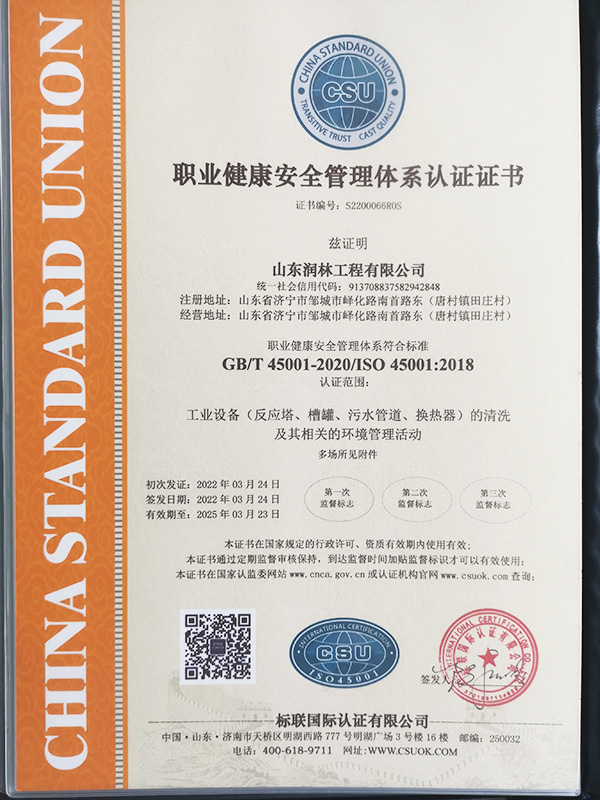 CHINA STANDARD UNION
CHINA STANDARD UNION
CSU
TRANSITIVE TRUST CAST QUALITY
职业健康安全管理体系认证证书
证书编号：S2200066R0S
兹证明
山东润林工程有限公司
统一社会信用代码：913708837582942848
注册地址：山东省济宁市邹城市峄化路南首路东（唐村镇田庄村）
经营地址：山东省济宁市邹城市峄化路南首路东（唐村镇田庄村）
职业健康安全管理体系符合标准
GB/T 45001-2020/ISO 45001:2018
认证范围：
工业设备（反应塔、槽罐、污水管道、换热器）的清洗
及其相关的环境管理活动
多场所见附件
初次发证：2022 年 03 月 24 日
签发日期：2022 年 03 月 24 日
有效期至：2025 年 03 月 23 日
第一次
监督标志
第二次
监督标志
第三次
监督标志
本证书在国家规定的行政许可、资质有效期内使用有效；
本证书通过定期监督审核保持，到达监督时间加贴监督标识才可以有效使用；
本证书在国家认监委网站 www.cnca.gov.cn 或认证机构官网 www.csuok.com 查询；
INTERNATIONAL CERTIFICATION
CSU
ISO45001
签发人
标联国际认证有限公司
中国·山东·济南市天桥区明湖西路 777 号明湖广场 3 号楼 16 楼 邮编：250032
电话：400-618-9711 网址：WWW.CSUOK.COM